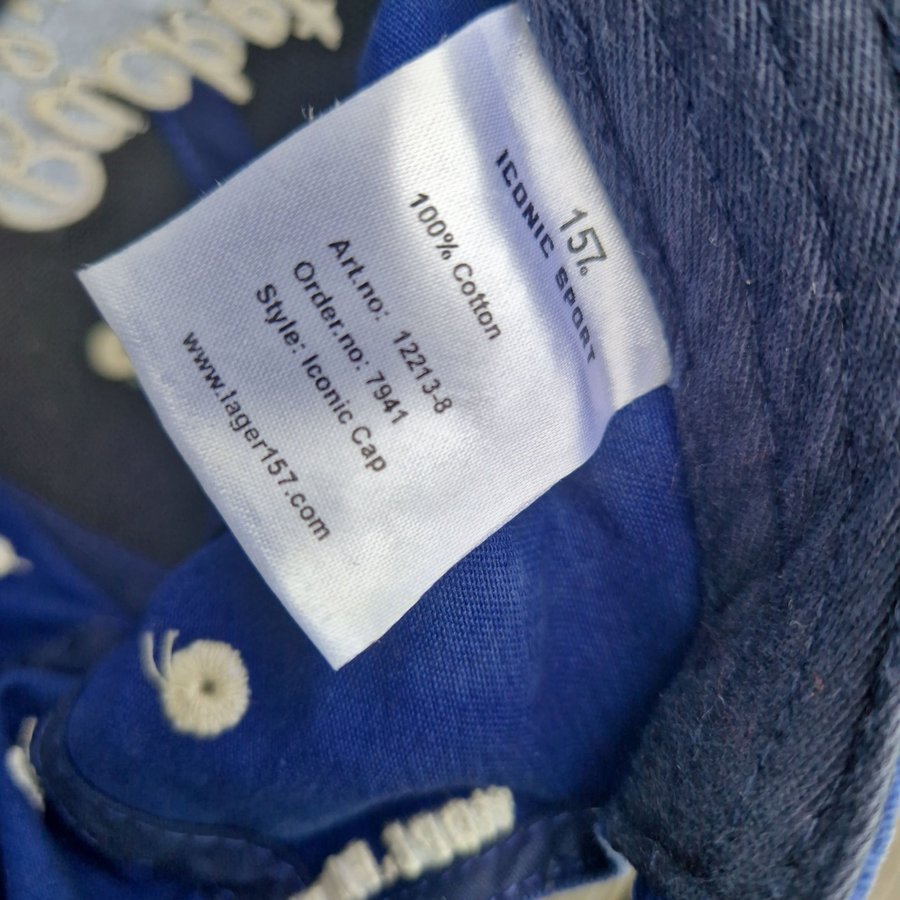 157.
ICONIC SPORT
100% Cotton
Art.no: 12213-8
Order.no: 7941
Style: Iconic Cap
www.lager157.com